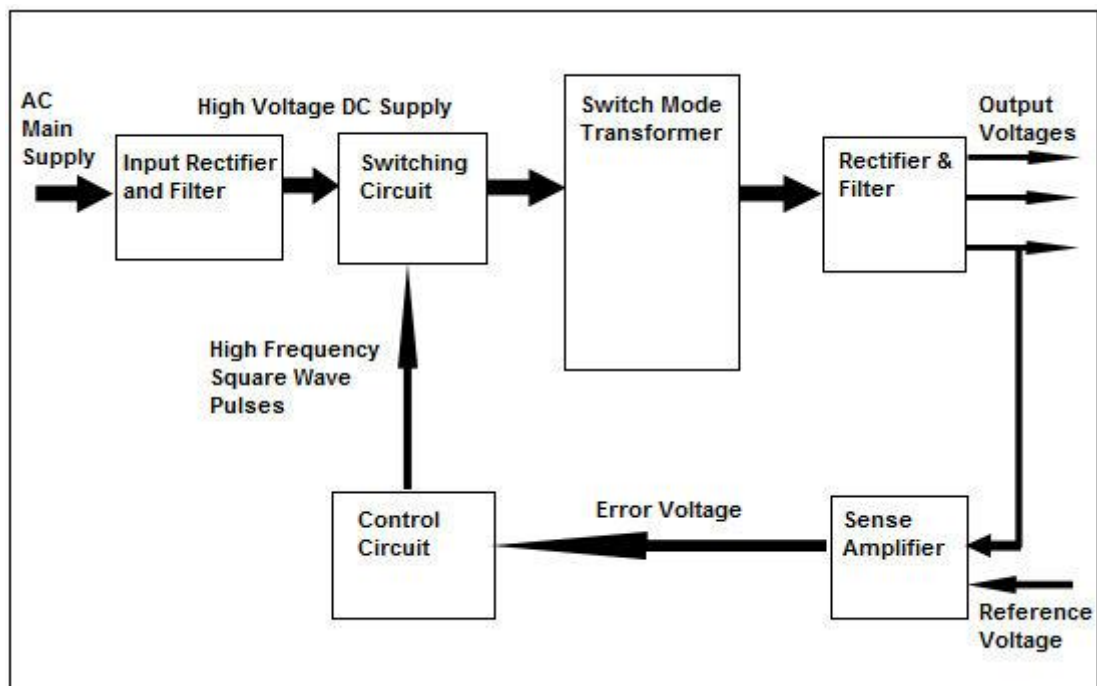 AC
Main
Supply
High Voltage DC Supply
Input Rectifier
and Filter
Switching
Circuit
Switch Mode
Transformer
Rectifier &
Filter
Output
Voltages
High Frequency
Square Wave
Pulses
Control
Circuit
Error Voltage
Sense
Amplifier
Reference
Voltage